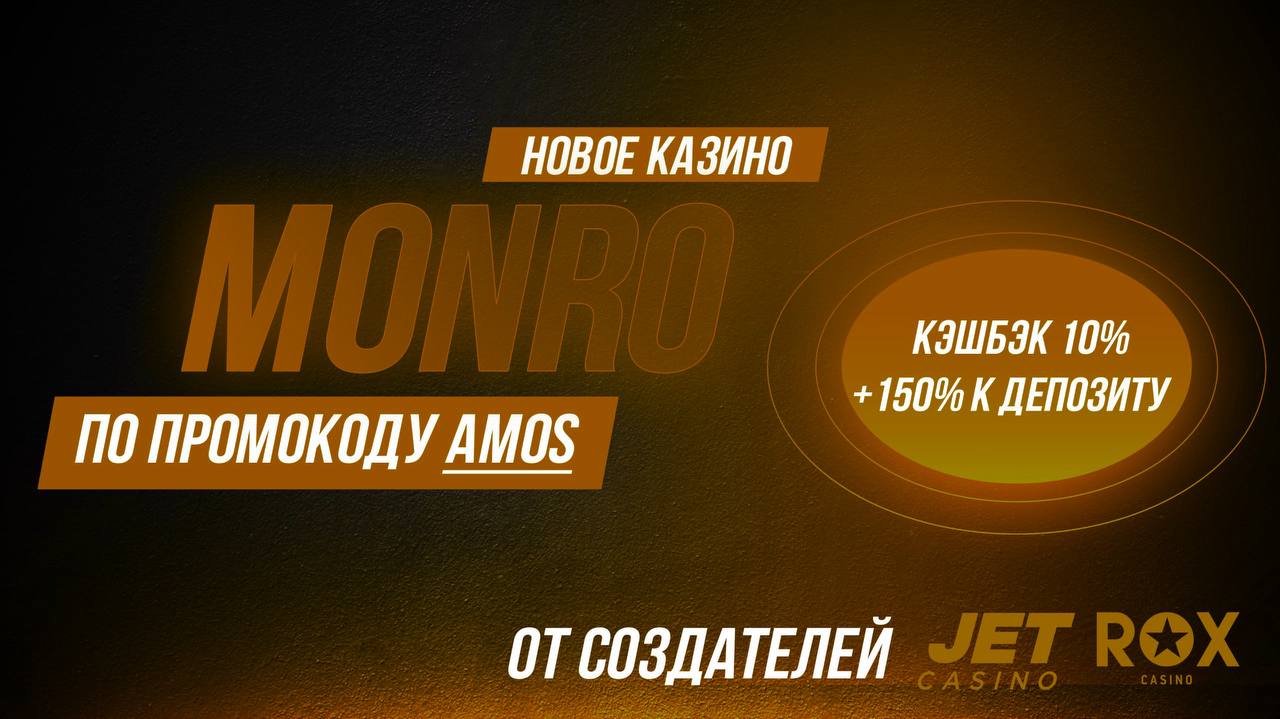 НОВОЕ КАЗИНО
MONRO
ПО ПРОМОКОДУ AMOS
КЭШБЭК 10%
+150% К ДЕПОЗИТУ
ОТ СОЗДАТЕЛЕЙ
JET CASINO
ROX CASINO